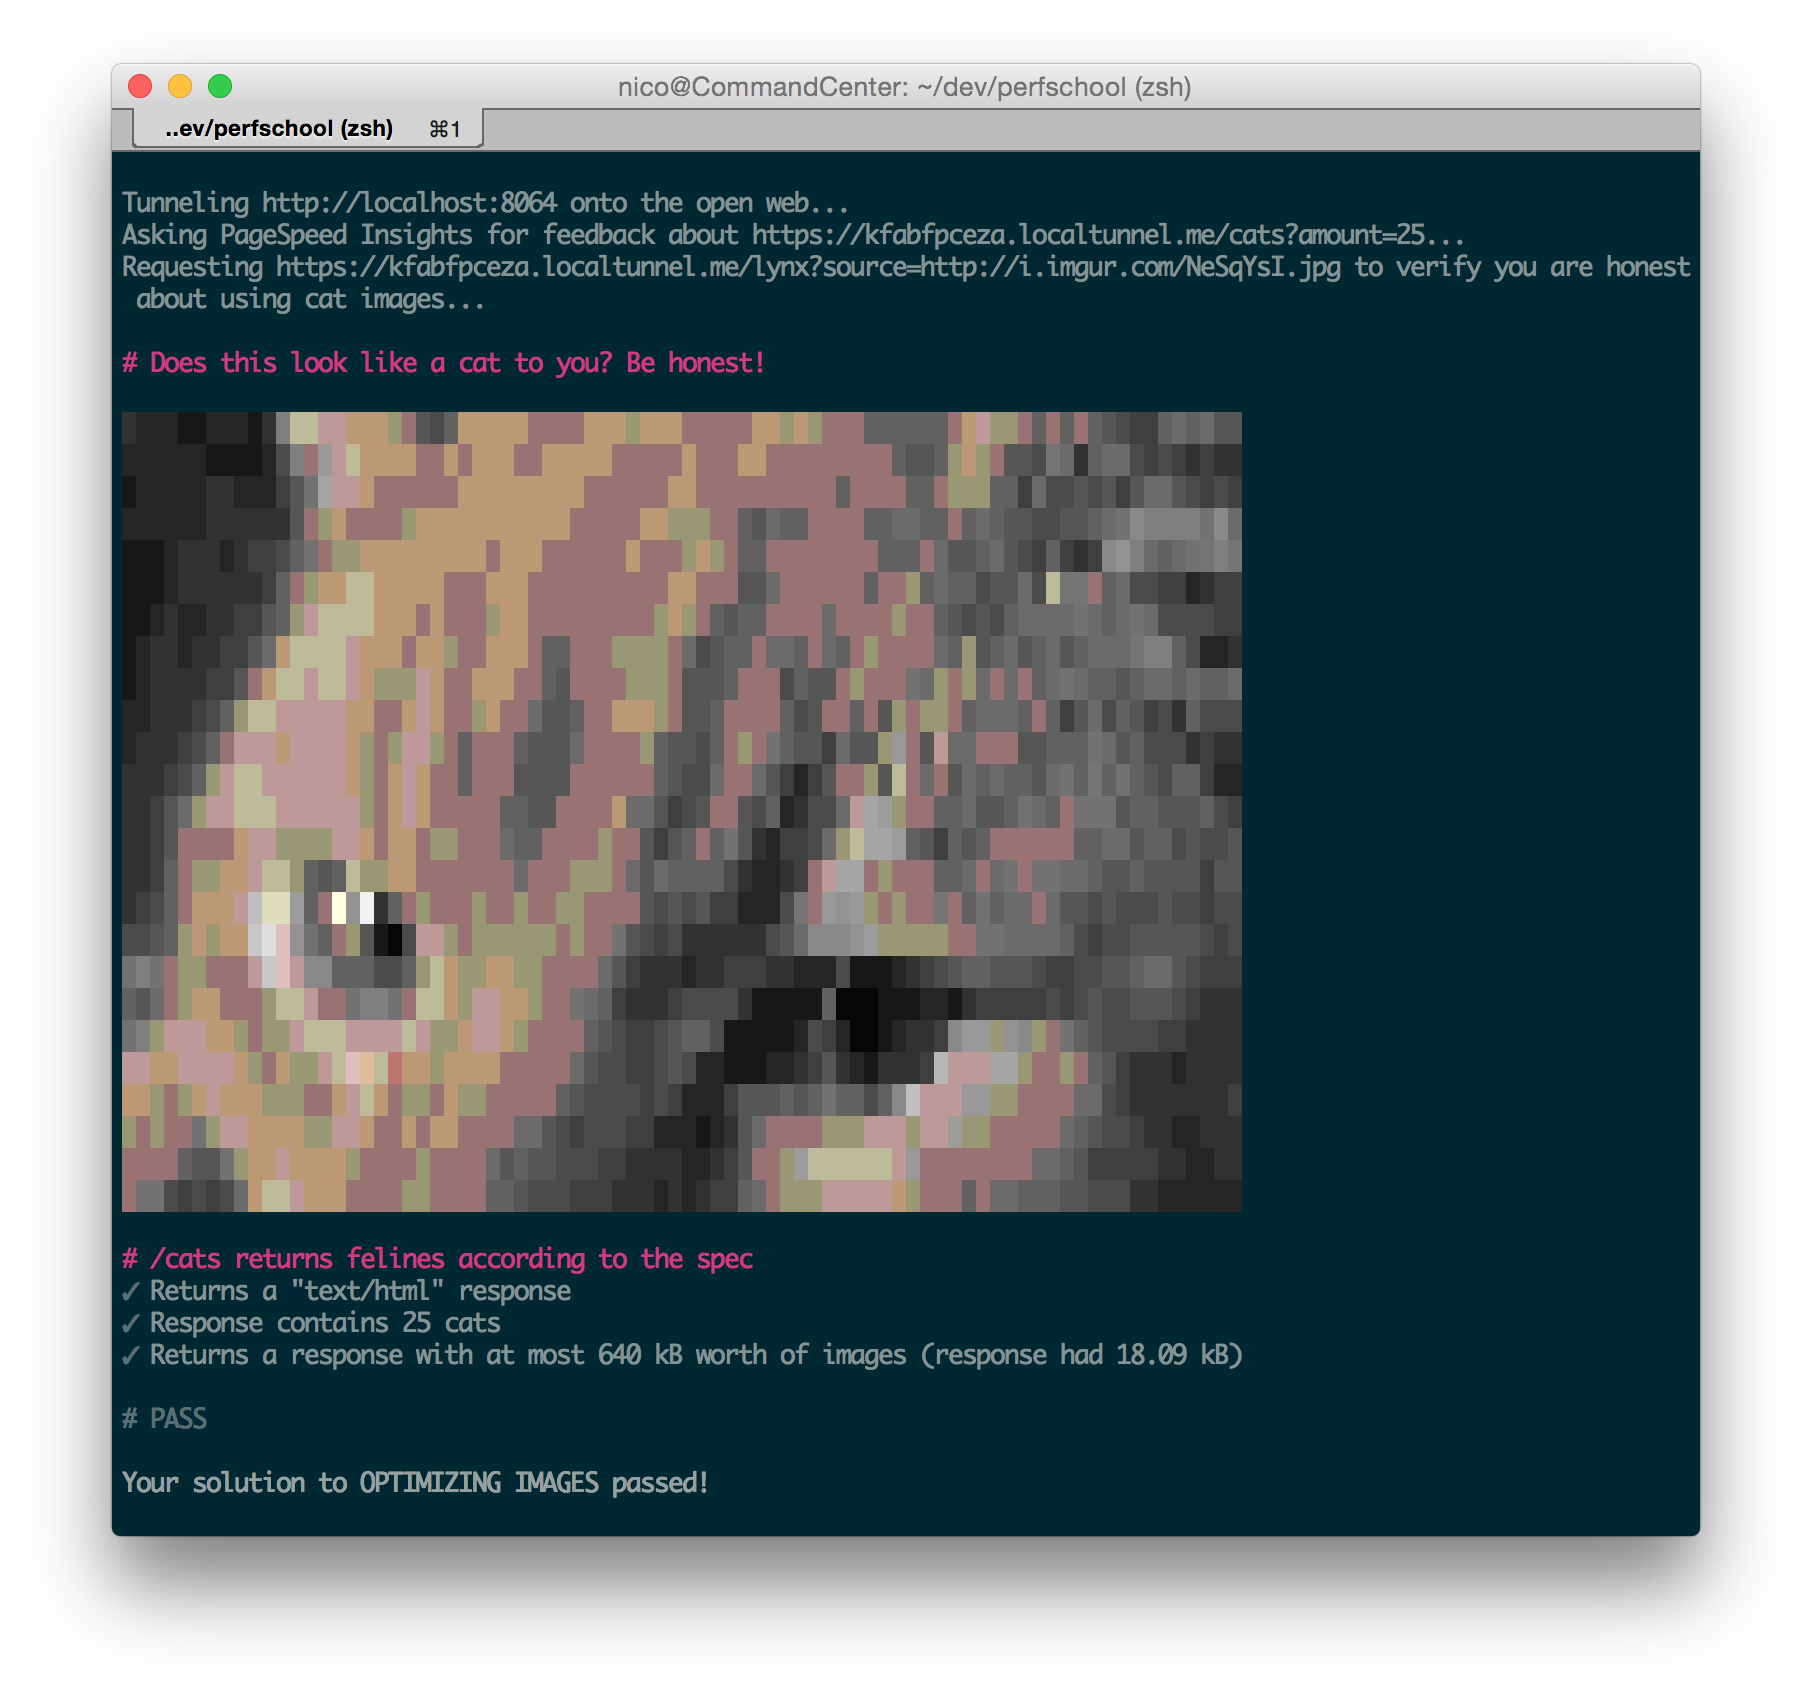 nico@CommandCenter: ~/dev/perfschool (zsh)
..ev/perfschool (zsh) ⌘1
Tunneling http://localhost:8064 onto the open web...
Asking PageSpeed Insights for feedback about https://kfabfpceza.localtunnel.me/cats?amount=25...
Requesting https://kfabfpceza.localtunnel.me/lynx?source=http://i.imgur.com/NeSqYsI.jpg to verify you are honest
about using cat images...
# Does this look like a cat to you? Be honest!
# /cats returns felines according to the spec
✓ Returns a "text/html" response
✓ Response contains 25 cats
✓ Returns a response with at most 640 kB worth of images (response had 18.09 kB)
# PASS
Your solution to OPTIMIZING IMAGES passed!